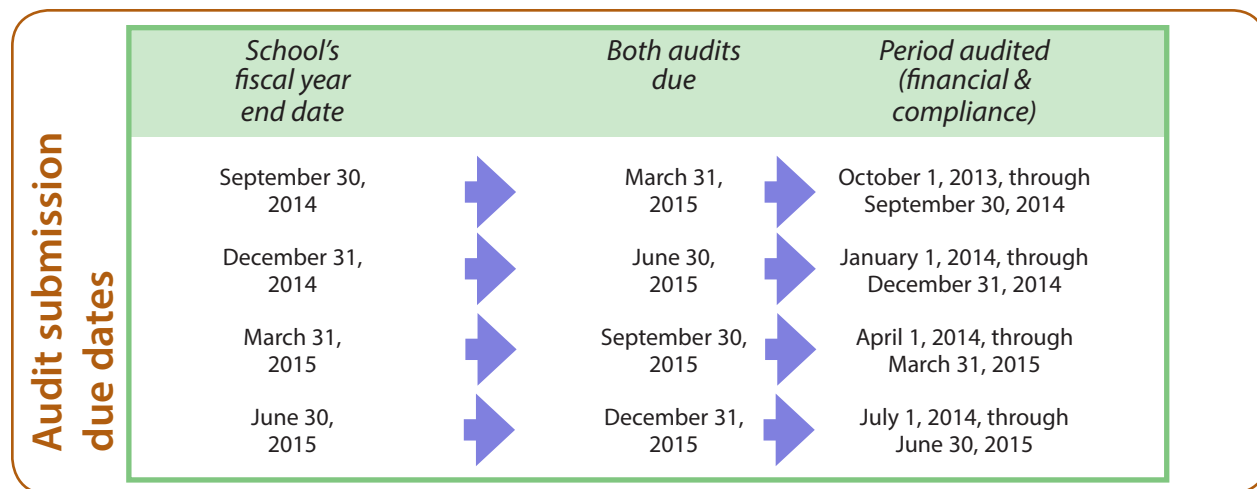 Audit submission
due dates
School’s
fiscal year
end date
Both audits
due
Period audited
(financial &
compliance)
September 30,
2014
March 31,
2015
October 1, 2013, through
September 30, 2014
December 31,
2014
June 30,
2015
January 1, 2014, through
December 31, 2014
March 31,
2015
September 30,
2015
April 1, 2014, through
March 31, 2015
June 30,
2015
December 31,
2015
July 1, 2014, through
June 30, 2015